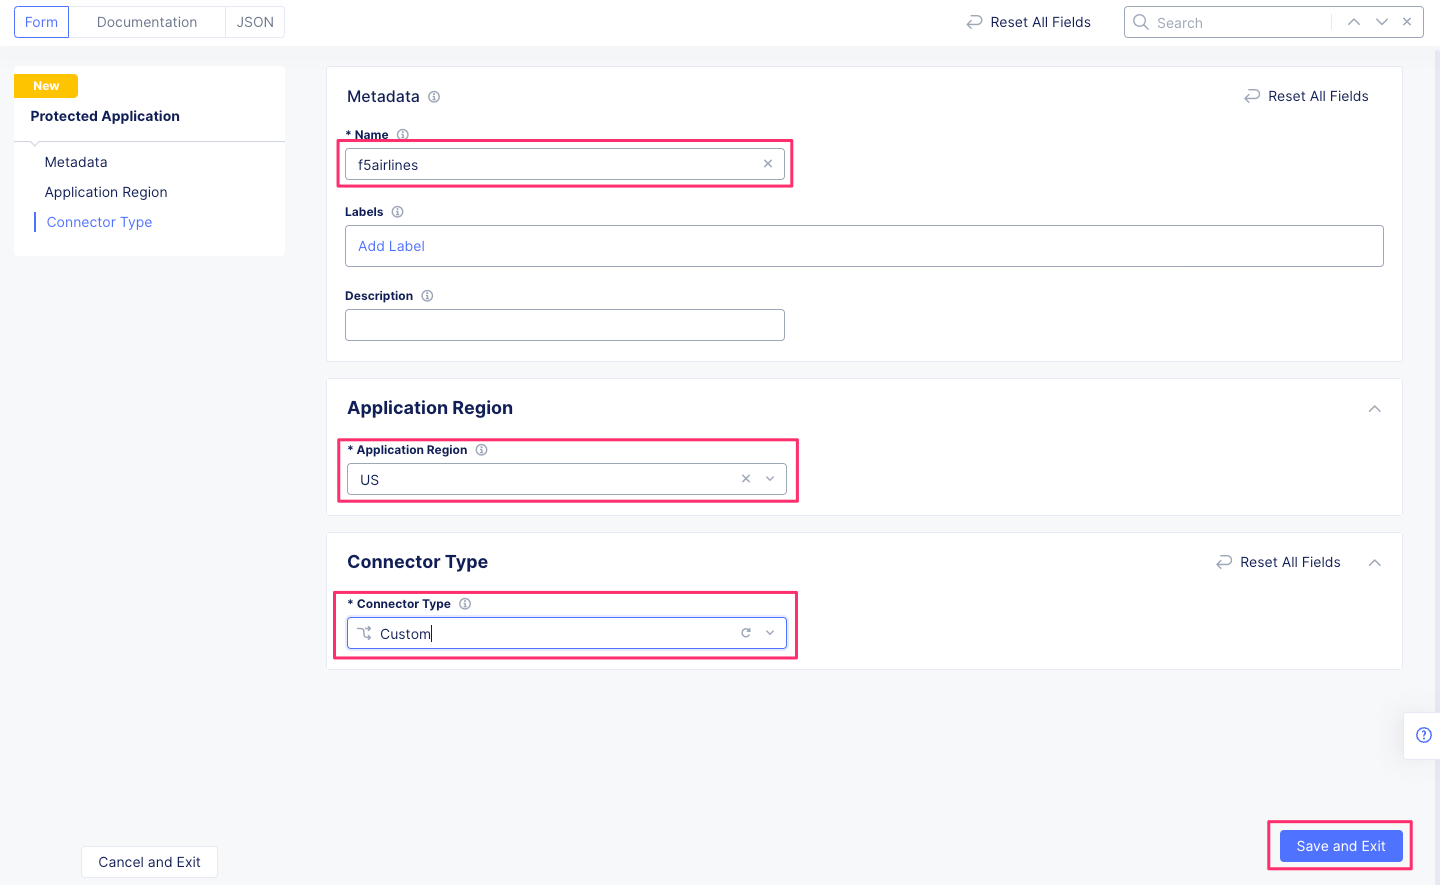 Form Documentation JSON
Reset All Fields
Search
New
Protected Application
Metadata
Application Region
Connector Type
Metadata
Reset All Fields
* Name
f5airlines
Labels
Add Label
Description
Application Region
* Application Region
US
Connector Type
Reset All Fields
* Connector Type
Custom
Cancel and Exit
Save and Exit